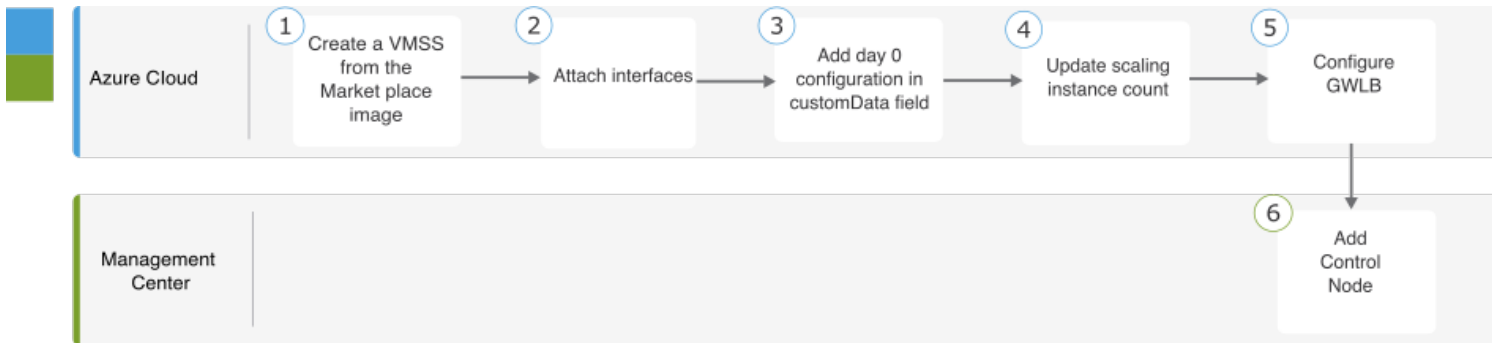 Azure Cloud
1
Create a VMSS
from the
Market place
image
2
Attach interfaces
3
Add day 0
configuration in
customData field
4
Update scaling
instance count
5
Configure
GWLB
Management
Center
6
Add
Control
Node